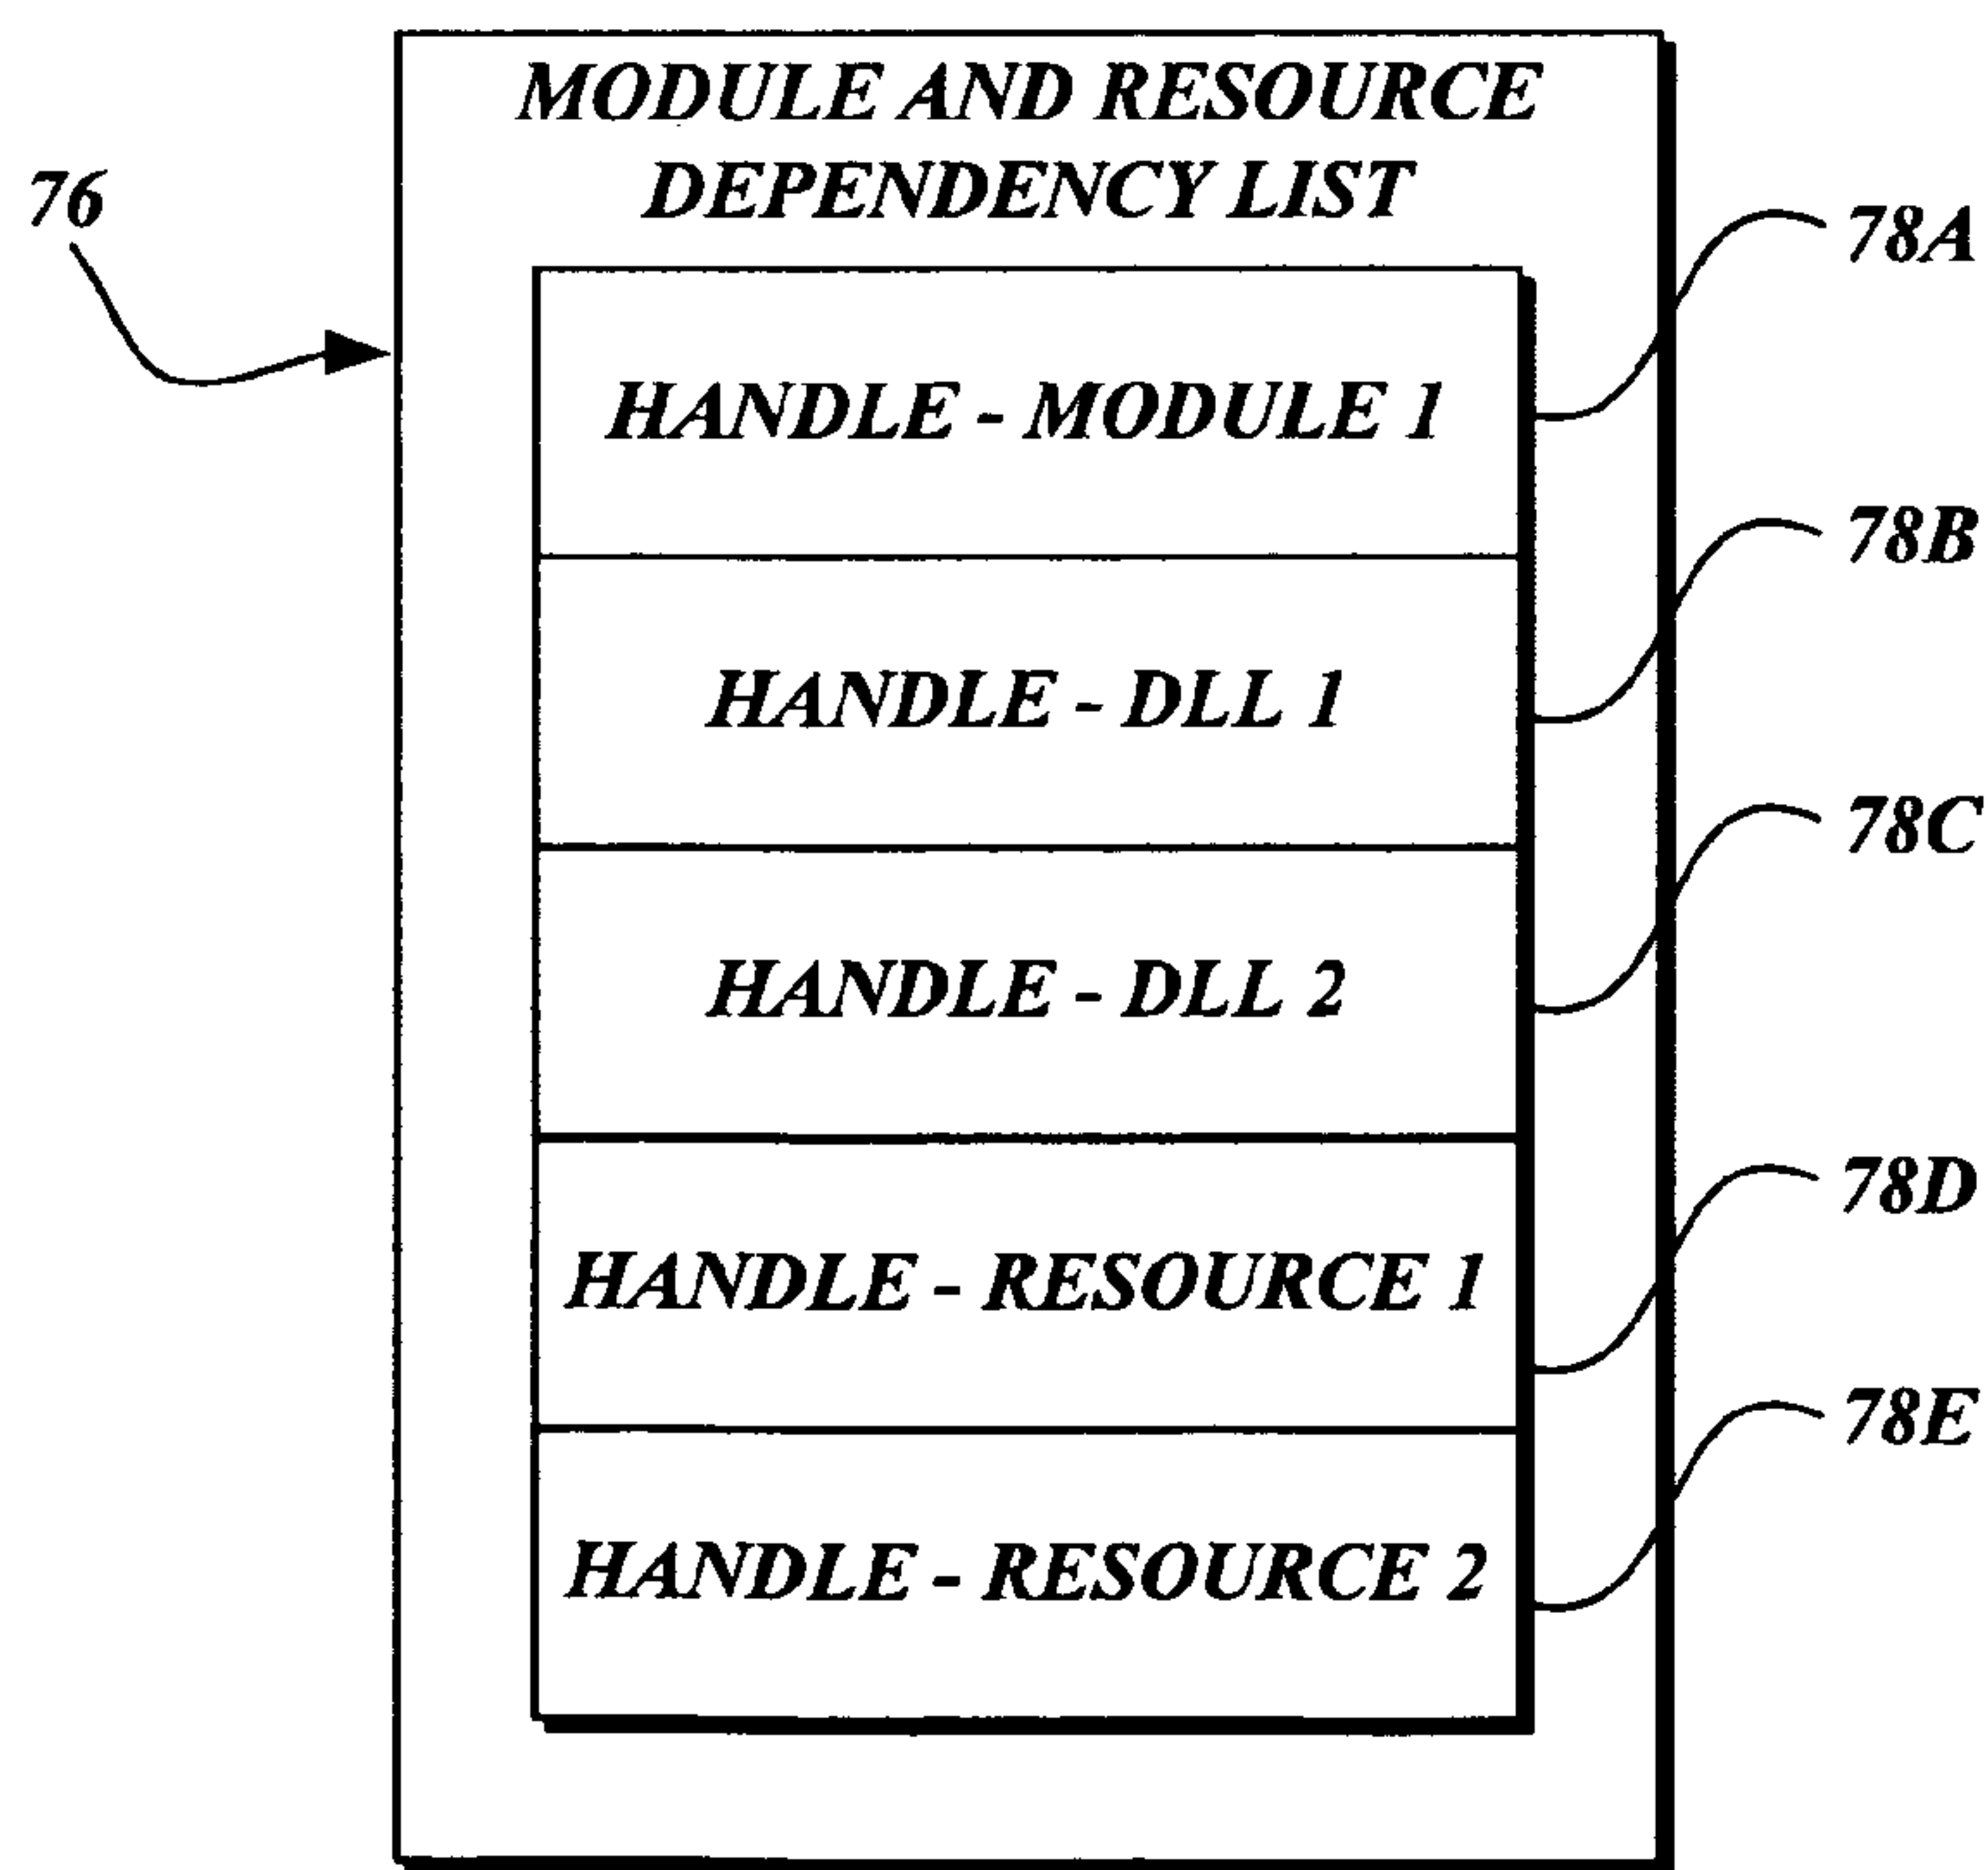 MODULE AND RESOURCE
DEPENDENCY LIST
76
78A
HANDLE - MODULE 1
78B
HANDLE - DLL 1
78C
HANDLE - DLL 2
78D
HANDLE - RESOURCE 1
78E
HANDLE - RESOURCE 2